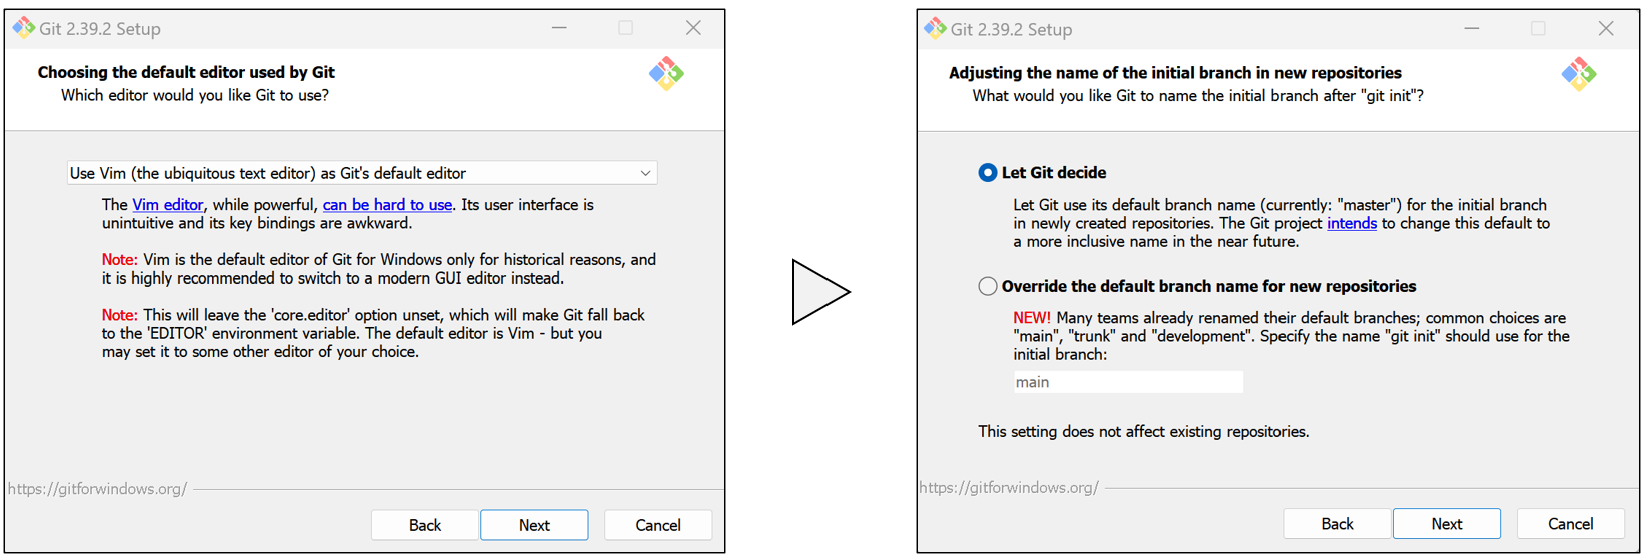 Git 2.39.2 Setup
Choosing the default editor used by Git
Which editor would you like Git to use?
Use Vim (the ubiquitous text editor) as Git's default editor
The Vim editor, while powerful, can be hard to use. Its user interface is
unintuitive and its key bindings are awkward.
Note: Vim is the default editor of Git for Windows only for historical reasons, and
it is highly recommended to switch to a modern GUI editor instead.
Note: This will leave the 'core.editor' option unset, which will make Git fall back
to the 'EDITOR' environment variable. The default editor is Vim - but you
may set it to some other editor of your choice.
https://gitforwindows.org/
Back Next Cancel
Git 2.39.2 Setup
Adjusting the name of the initial branch in new repositories
What would you like Git to name the initial branch after "git init"?
Let Git decide
Let Git use its default branch name (currently: "master") for the initial branch
in newly created repositories. The Git project intends to change this default to
a more inclusive name in the near future.
Override the default branch name for new repositories
NEW! Many teams already renamed their default branches; common choices are
"main", "trunk" and "development". Specify the name "git init" should use for the
initial branch:
main
This setting does not affect existing repositories.
https://gitforwindows.org/
Back Next Cancel